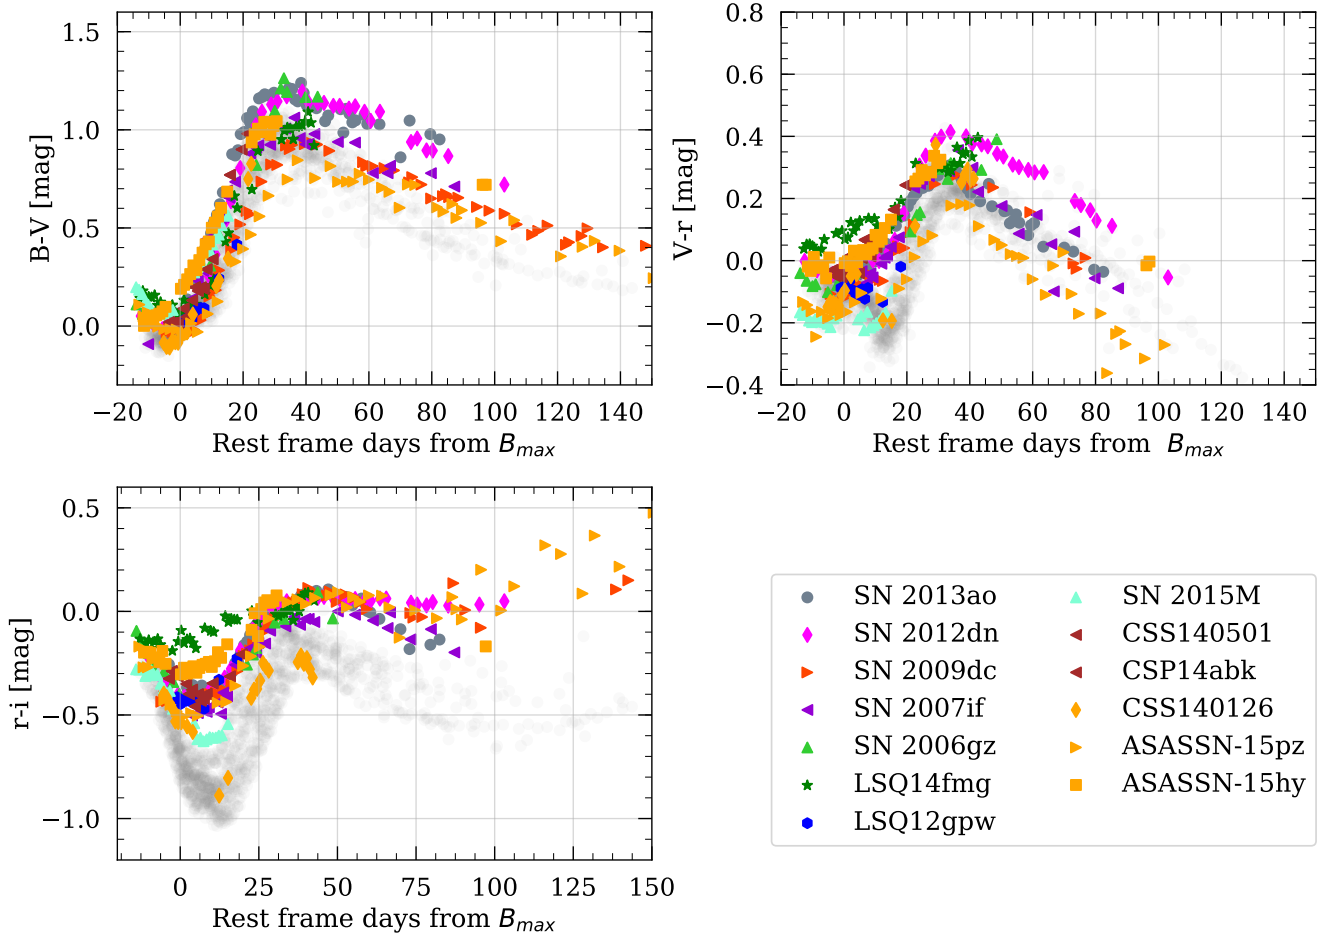 1.5
1.0
0.5
0.0
B-V [mag]
−20 0 20 40 60 80 100 120 140
Rest frame days from Bmax
0.8
0.6
0.4
0.2
0.0
−0.2
−0.4
V-r [mag]
−20 0 20 40 60 80 100 120 140
Rest frame days from Bmax
0.5
0.0
−0.5
−1.0
r-i [mag]
0 25 50 75 100 125 150
Rest frame days from Bmax
SN 2013ao
SN 2012dn
SN 2009dc
SN 2007if
SN 2006gz
LSQ14fmg
LSQ12gpw
SN 2015M
CSS140501
CSP14abk
CSS140126
ASASSN-15pz
ASASSN-15hy